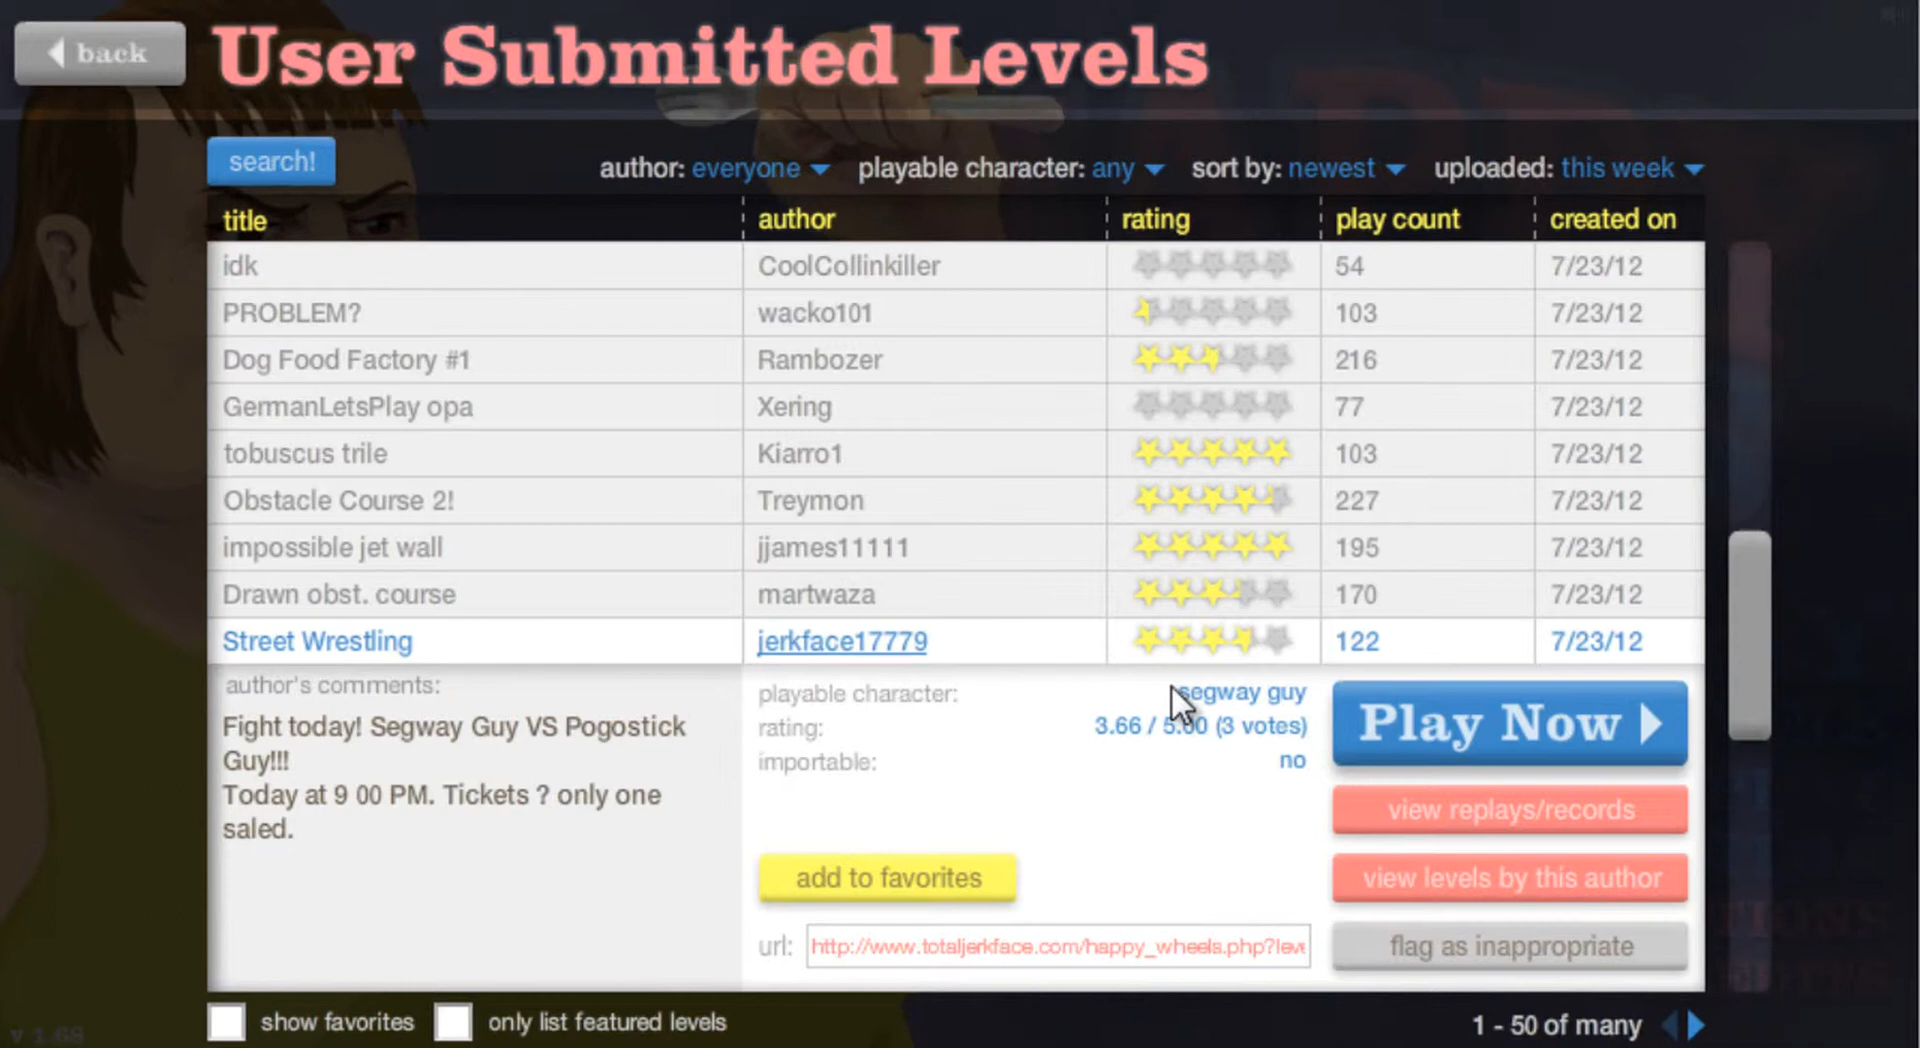 back
User Submitted Levels
search!
author: everyone playable character: any sort by: newest uploaded: this week
title author rating play count created on
idk CoolCollinkiller 54 7/23/12
PROBLEM? wacko101 103 7/23/12
Dog Food Factory #1 Rambozer 216 7/23/12
GermanLetsPlay opa Xering 77 7/23/12
tobuscus trile Kiarro1 103 7/23/12
Obstacle Course 2! Treymon 227 7/23/12
impossible jet wall jjames11111 195 7/23/12
Drawn obst. course martwaza 170 7/23/12
Street Wrestling jerkface17779 122 7/23/12
author's comments:
Fight today! Segway Guy VS Pogostick
Guy!!!
Today at 9 00 PM. Tickets ? only one
saled.
playable character: segway guy
rating: 3.66 / 5.00 (3 votes)
importable: no
add to favorites
url: http://www.totaljerkface.com/happy_wheels.php?leve
Play Now
view replays/records
view levels by this author
flag as inappropriate
show favorites only list featured levels
1 - 50 of many
v 1.68